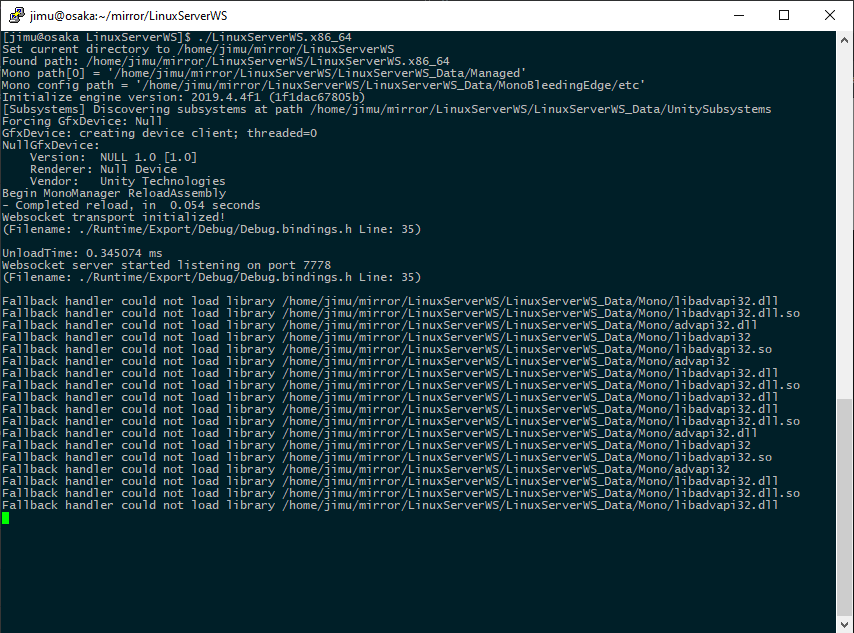 jimu@osaka:~/mirror/LinuxServerWS
[jimu@osaka LinuxServerWS]$ ./LinuxServerWS.x86_64
Set current directory to /home/jimu/mirror/LinuxServerWS
Found path: /home/jimu/mirror/LinuxServerWS/LinuxServerWS.x86_64
Mono path[0] = '/home/jimu/mirror/LinuxServerWS/LinuxServerWS_Data/Managed'
Mono config path = '/home/jimu/mirror/LinuxServerWS/LinuxServerWS_Data/MonoBleedingEdge/etc'
Initialize engine version: 2019.4.4f1 (1f1dac67805b)
[Subsystems] Discovering subsystems at path /home/jimu/mirror/LinuxServerWS/LinuxServerWS_Data/UnitySubsystems
Forcing GfxDevice: Null
GfxDevice: creating device client; threaded=0
NullGfxDevice:
    Version:  NULL 1.0 [1.0]
    Renderer: Null Device
    Vendor:   Unity Technologies
Begin MonoManager ReloadAssembly
- Completed reload, in  0.054 seconds
Websocket transport initialized!
(Filename: ./Runtime/Export/Debug/Debug.bindings.h Line: 35)
UnloadTime: 0.345074 ms
Websocket server started listening on port 7778
(Filename: ./Runtime/Export/Debug/Debug.bindings.h Line: 35)
Fallback handler could not load library /home/jimu/mirror/LinuxServerWS/LinuxServerWS_Data/Mono/libadvapi32.dll
Fallback handler could not load library /home/jimu/mirror/LinuxServerWS/LinuxServerWS_Data/Mono/libadvapi32.dll.so
Fallback handler could not load library /home/jimu/mirror/LinuxServerWS/LinuxServerWS_Data/Mono/advapi32.dll
Fallback handler could not load library /home/jimu/mirror/LinuxServerWS/LinuxServerWS_Data/Mono/libadvapi32
Fallback handler could not load library /home/jimu/mirror/LinuxServerWS/LinuxServerWS_Data/Mono/libadvapi32.so
Fallback handler could not load library /home/jimu/mirror/LinuxServerWS/LinuxServerWS_Data/Mono/advapi32
Fallback handler could not load library /home/jimu/mirror/LinuxServerWS/LinuxServerWS_Data/Mono/libadvapi32.dll
Fallback handler could not load library /home/jimu/mirror/LinuxServerWS/LinuxServerWS_Data/Mono/libadvapi32.dll.so
Fallback handler could not load library /home/jimu/mirror/LinuxServerWS/LinuxServerWS_Data/Mono/libadvapi32.dll
Fallback handler could not load library /home/jimu/mirror/LinuxServerWS/LinuxServerWS_Data/Mono/libadvapi32.dll
Fallback handler could not load library /home/jimu/mirror/LinuxServerWS/LinuxServerWS_Data/Mono/libadvapi32.dll.so
Fallback handler could not load library /home/jimu/mirror/LinuxServerWS/LinuxServerWS_Data/Mono/advapi32.dll
Fallback handler could not load library /home/jimu/mirror/LinuxServerWS/LinuxServerWS_Data/Mono/libadvapi32
Fallback handler could not load library /home/jimu/mirror/LinuxServerWS/LinuxServerWS_Data/Mono/libadvapi32.so
Fallback handler could not load library /home/jimu/mirror/LinuxServerWS/LinuxServerWS_Data/Mono/advapi32
Fallback handler could not load library /home/jimu/mirror/LinuxServerWS/LinuxServerWS_Data/Mono/libadvapi32.dll
Fallback handler could not load library /home/jimu/mirror/LinuxServerWS/LinuxServerWS_Data/Mono/libadvapi32.dll.so
Fallback handler could not load library /home/jimu/mirror/LinuxServerWS/LinuxServerWS_Data/Mono/libadvapi32.dll